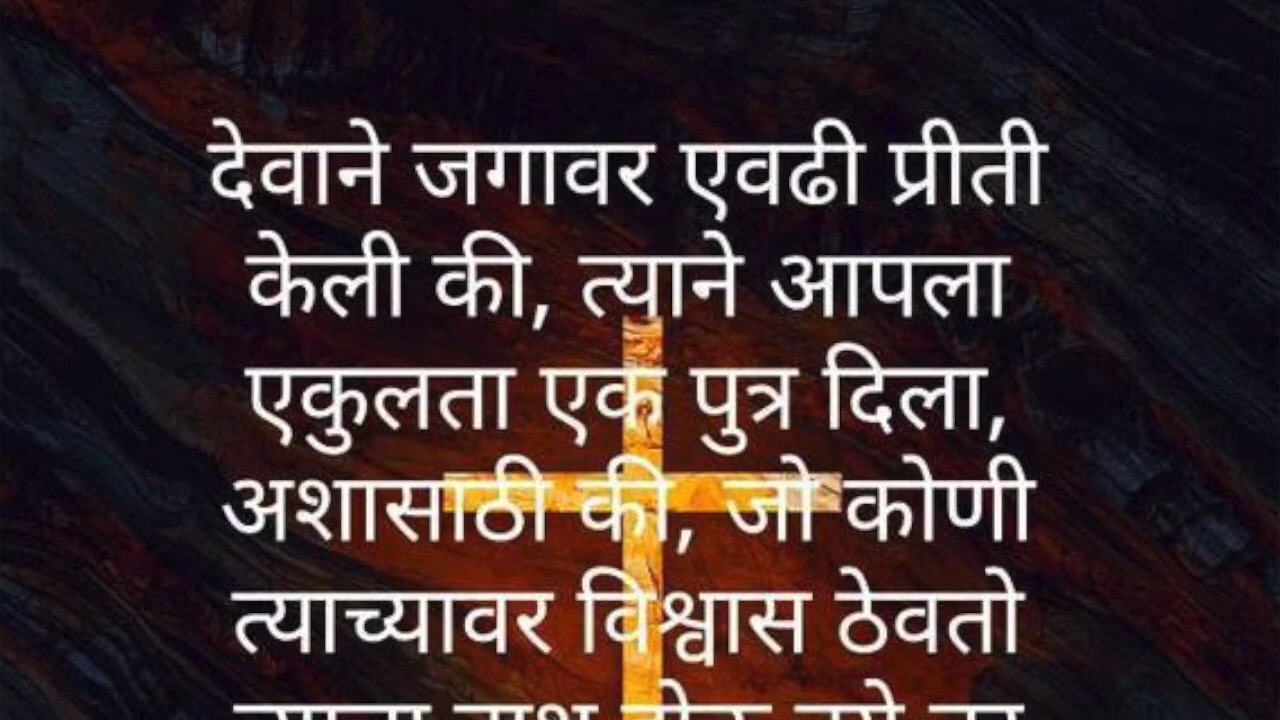 देवाने जगावर एवढी प्रीती
केली की, त्याने आपला
एकुलता एक पुत्र दिला,
अशासाठी की, जो कोणी
त्याच्यावर विश्वास ठेवतो